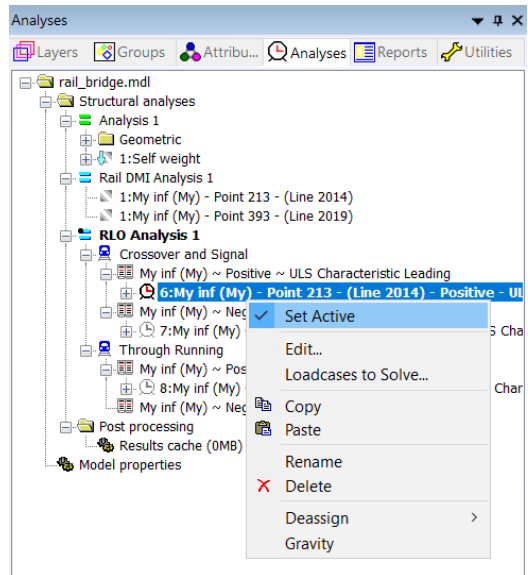 Analyses
Layers Groups Attribu... Analyses Reports Utilities
rail_bridge.mdl
Structural analyses
Analysis 1
Geometric
1:Self weight
Rail DMI Analysis 1
1:My inf (My) - Point 213 - (Line 2014)
1:My inf (My) - Point 393 - (Line 2019)
RLO Analysis 1
Crossover and Signal
My inf (My) ~ Positive ~ ULS Characteristic Leading
6:My inf (My) - Point 213 - (Line 2014) - Positive - UL
My inf (My) ~ Neg
7:My inf (My) S Cha
Through Running
My inf (My) ~ Pos
8:My inf (My) Char
My inf (My) ~ Neg
Post processing
Results cache (0MB)
Model properties
Set Active
Edit...
Loadcases to Solve...
Copy
Paste
Rename
Delete
Deassign
Gravity